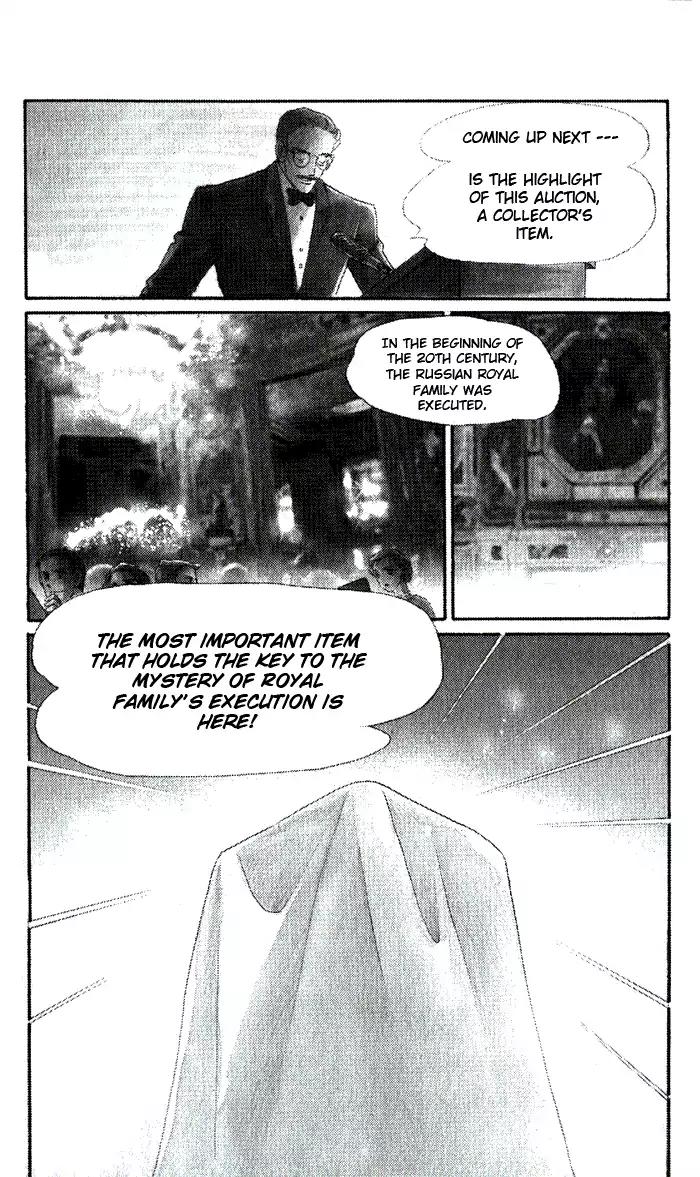 COMING UP NEXT ---
IS THE HIGHLIGHT
OF THIS AUCTION,
A COLLECTOR'S
ITEM.
IN THE BEGINNING OF
THE 20TH CENTURY,
THE RUSSIAN ROYAL
FAMILY WAS
EXECUTED.
THE MOST IMPORTANT ITEM
THAT HOLDS THE KEY TO THE
MYSTERY OF ROYAL
FAMILY'S EXECUTION IS
HERE!